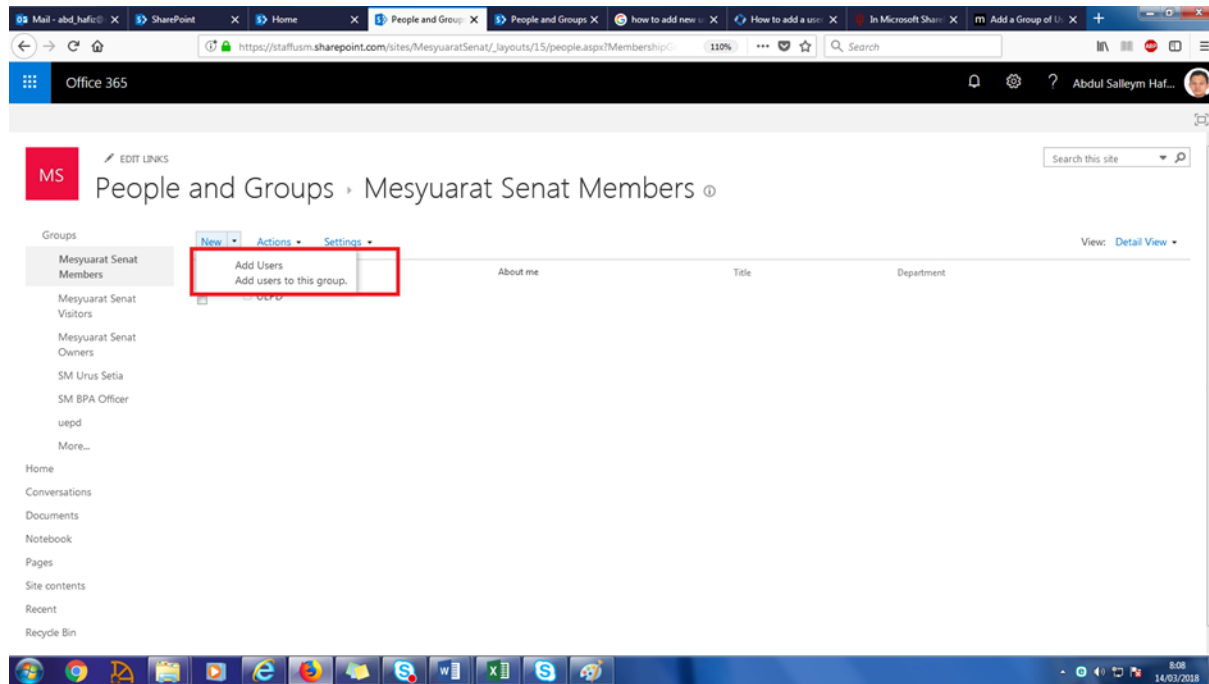 Mail - abd_hafiz@
SharePoint
Home
People and Group
People and Groups
how to add new u
How to add a use
In Microsoft Share
Add a Group of U
https://staffusm.sharepoint.com/sites/MesyuaratSenat/_layouts/15/people.aspx?MembershipG
110%
Search
Office 365
? Abdul Salleym Haf...
EDIT LINKS
Search this site
MS
People and Groups › Mesyuarat Senat Members
Groups
New
Actions
Settings
View: Detail View
Mesyuarat Senat
Members
Add Users
Add users to this group.
About me
Title
Department
UEPD
Mesyuarat Senat
Visitors
Mesyuarat Senat
Owners
SM Urus Setia
SM BPA Officer
uepd
More...
Home
Conversations
Documents
Notebook
Pages
Site contents
Recent
Recycle Bin
8:08
14/03/2018